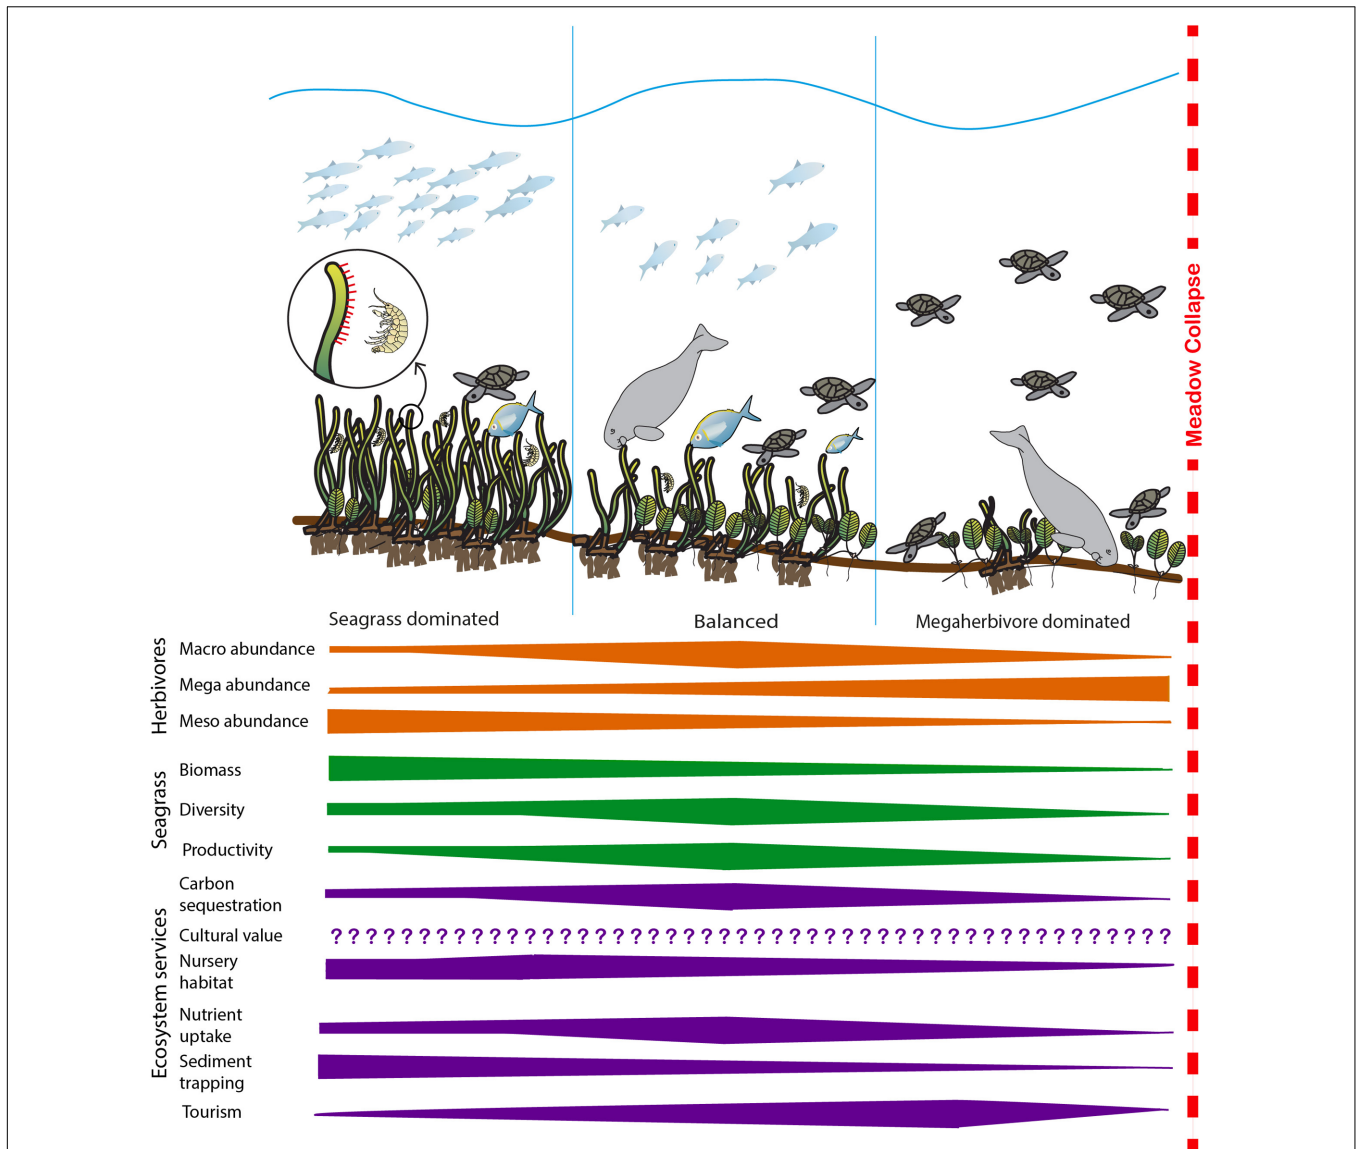 Meadow Collapse
Seagrass dominated
Balanced
Megaherbivore dominated
Herbivores
Macro abundance
Mega abundance
Meso abundance
Seagrass
Biomass
Diversity
Productivity
Ecosystem services
Carbon
sequestration
Cultural value
? ? ? ? ? ? ? ? ? ? ? ? ? ? ? ? ? ? ? ? ? ? ? ? ? ? ? ? ? ? ? ? ? ? ? ? ? ? ? ? ? ? ? ? ? ? ? ?
Nursery
habitat
Nutrient
uptake
Sediment
trapping
Tourism